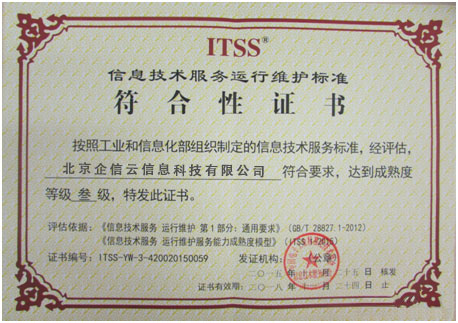 ITSS®
信息技术服务运行维护标准
符合性证书
按照工业和信息化部组织制定的信息技术服务标准,经评估,
北京企信云信息科技有限公司 符合要求,达到成熟度
等级 叁 级,特发此证书。
评估依据:《信息技术服务 运行维护 第1部分:通用要求》(GB/T 28827.1-2012)
《信息技术服务 运行维护服务能力成熟度模型》(ITSS.1-2015)
证书编号:ITSS-YW-3-420020150059 发证机构:
二〇一五年 二十五日 核发
证书有效期:二〇一八 二十四日 止